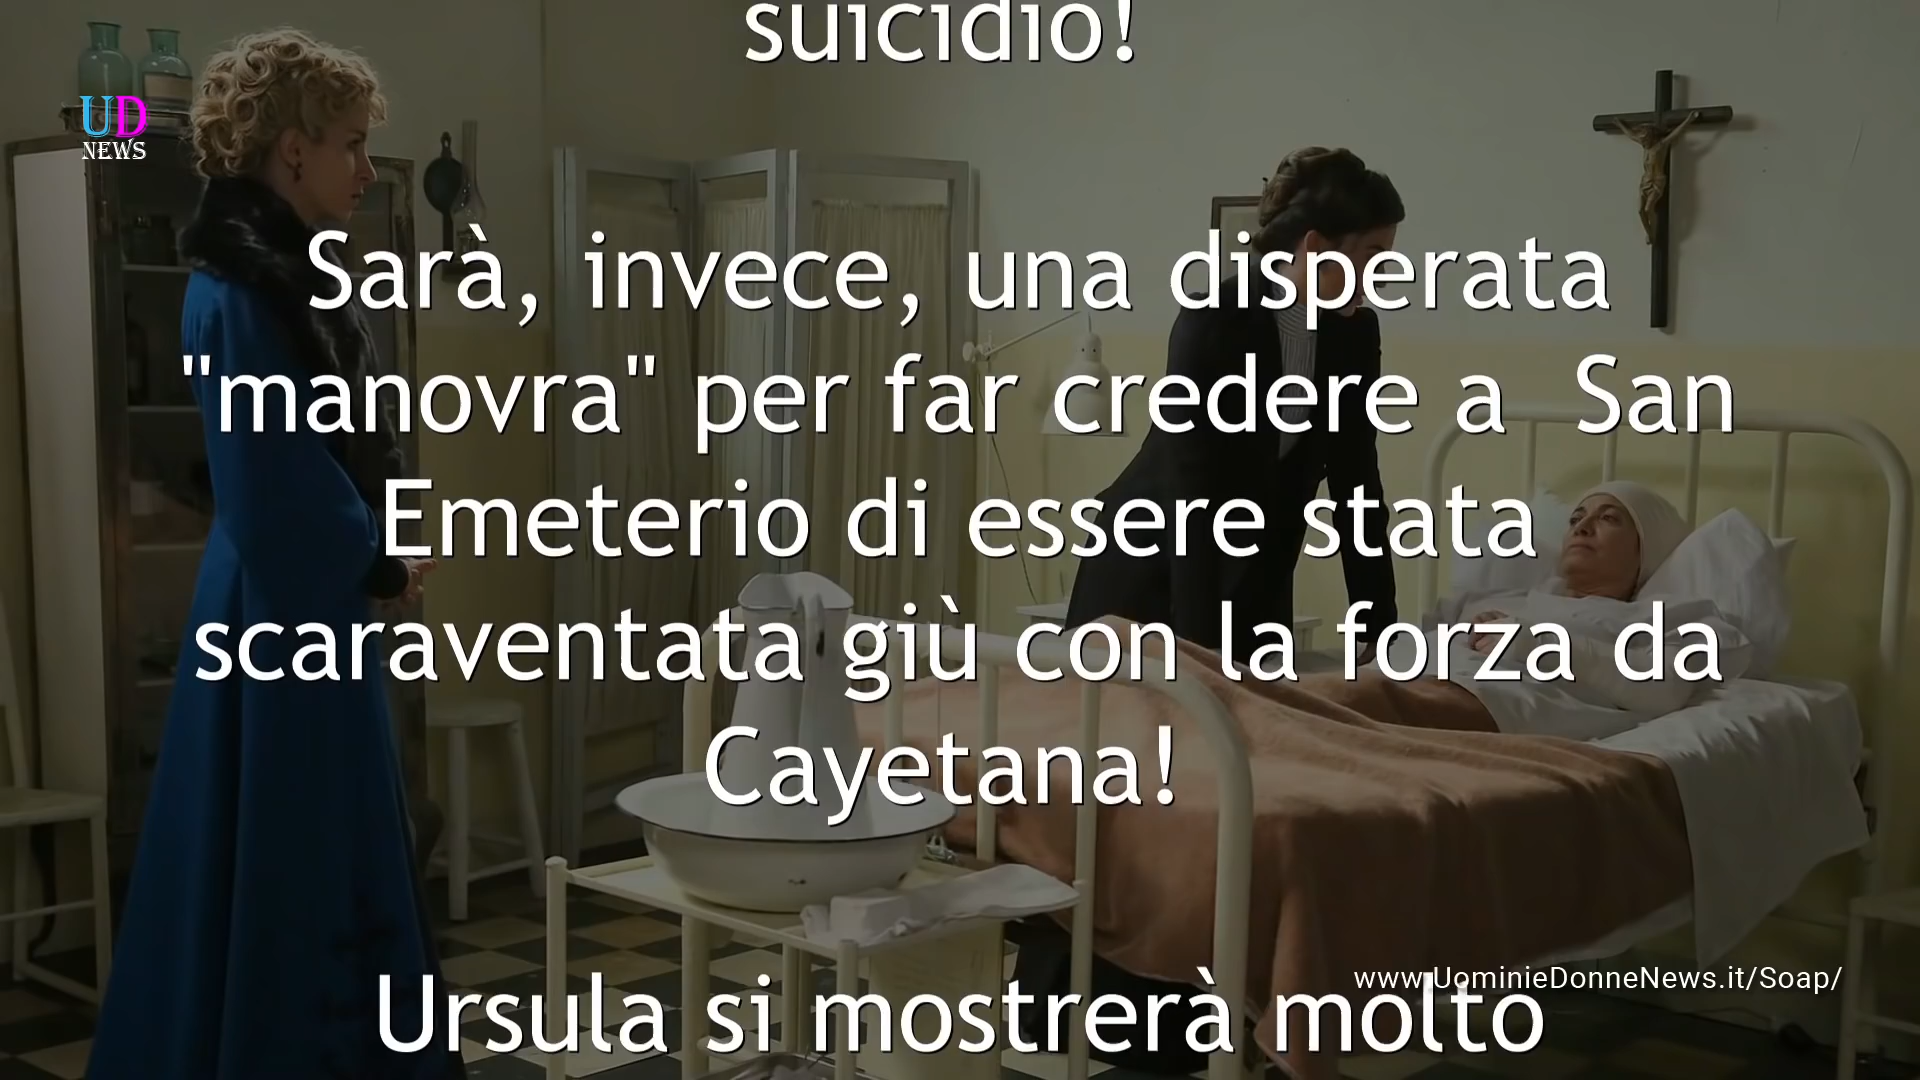 suicidio!
UD
NEWS
Sarà, invece, una disperata
"manovra" per far credere a San
Emeterio di essere stata
scaraventata giù con la forza da
Cayetana!
www.UominieDonneNews.it/Soap/
Ursula si mostrerà molto